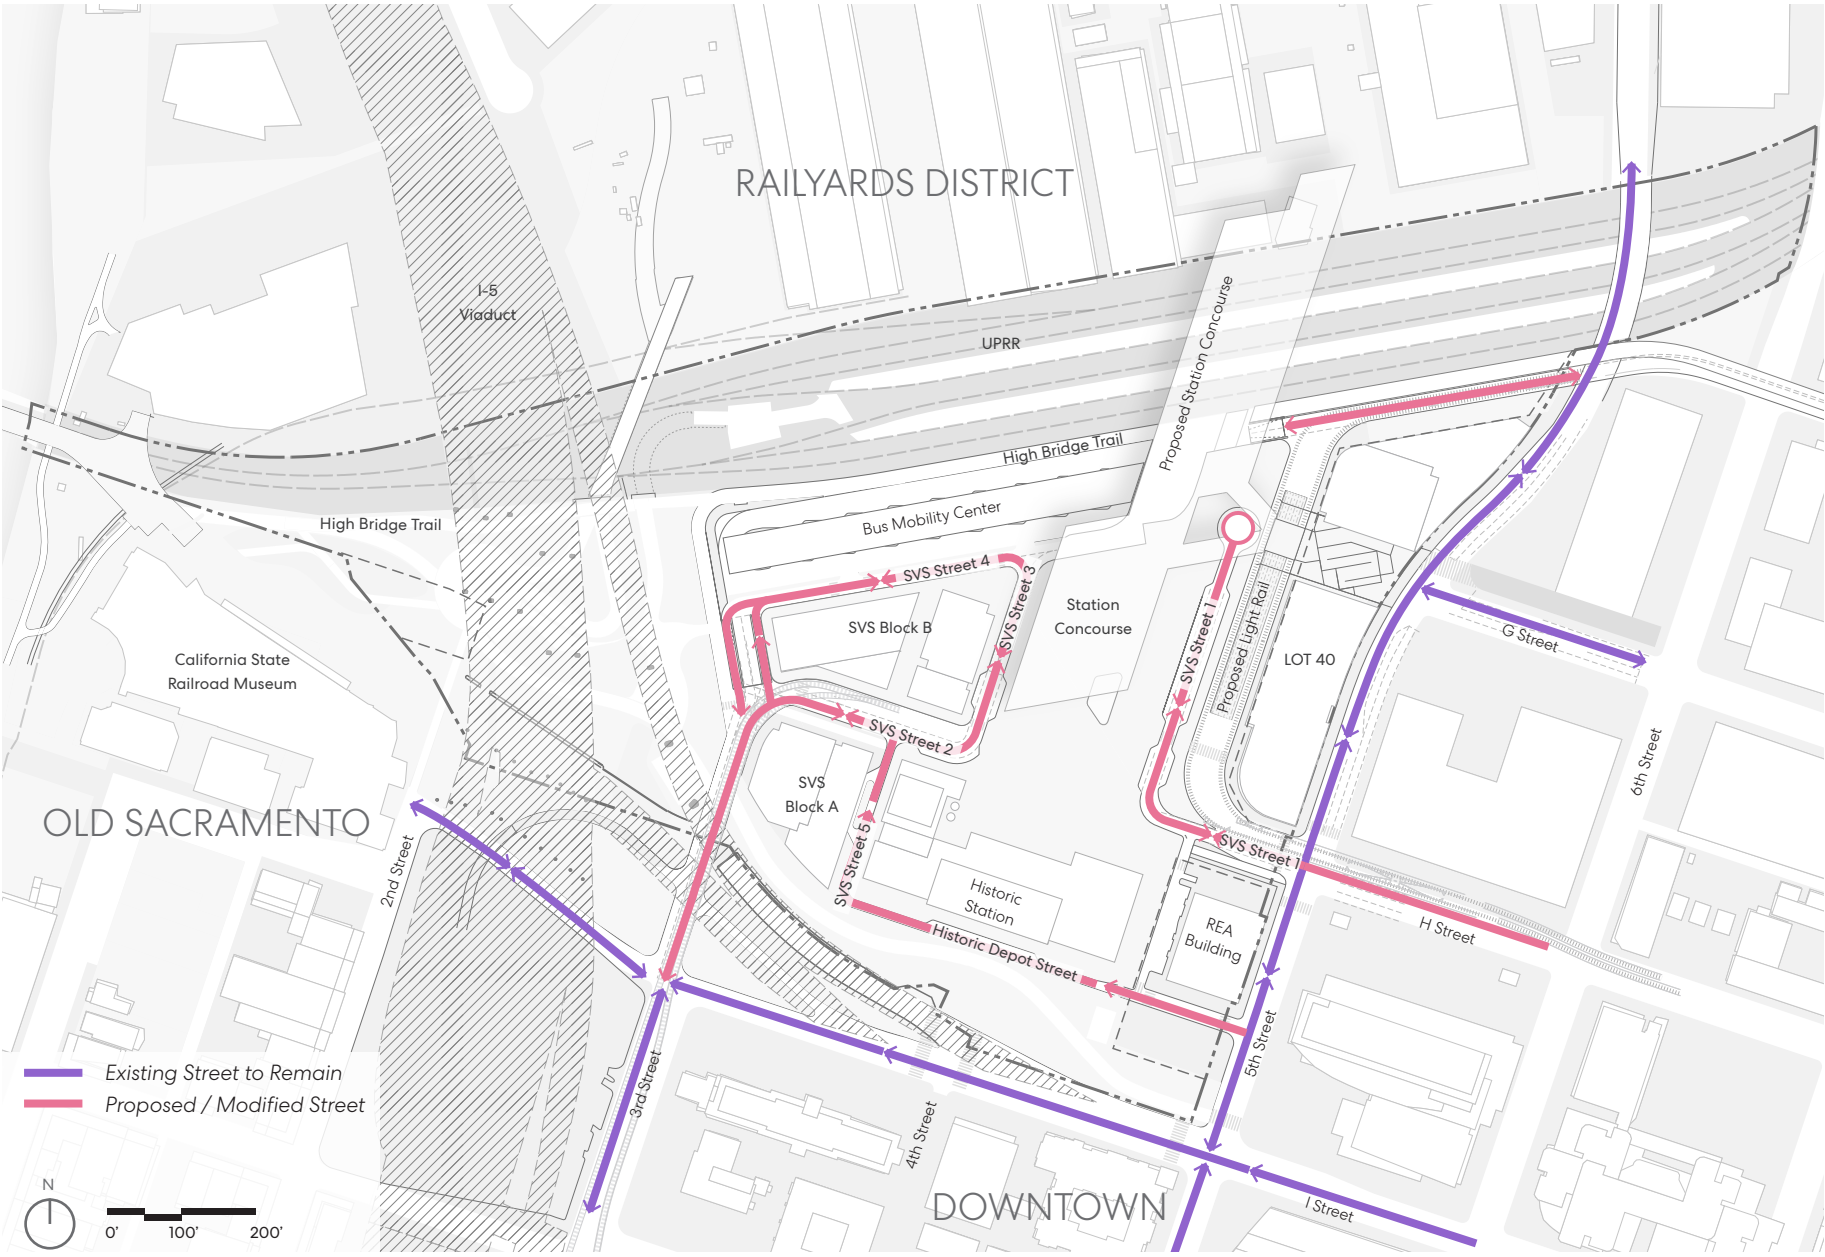 RAILYARDS DISTRICT
I-5
Viaduct
UPRR
Proposed Station Concourse
High Bridge Trail
High Bridge Trail
Bus Mobility Center
SVS Street 4
SVS Street 3
Station
Concourse
SVS Block B
SVS Street 1
Proposed Light Rail
LOT 40
G Street
California State
Railroad Museum
SVS Street 2
6th Street
SVS
Block A
OLD SACRAMENTO
2nd Street
SVS Street 5
SVS Street 1
Historic
Station
REA
Building
H Street
Historic Depot Street
5th Street
3rd Street
4th Street
Existing Street to Remain
Proposed / Modified Street
DOWNTOWN
I Street
N
0'
100'
200'